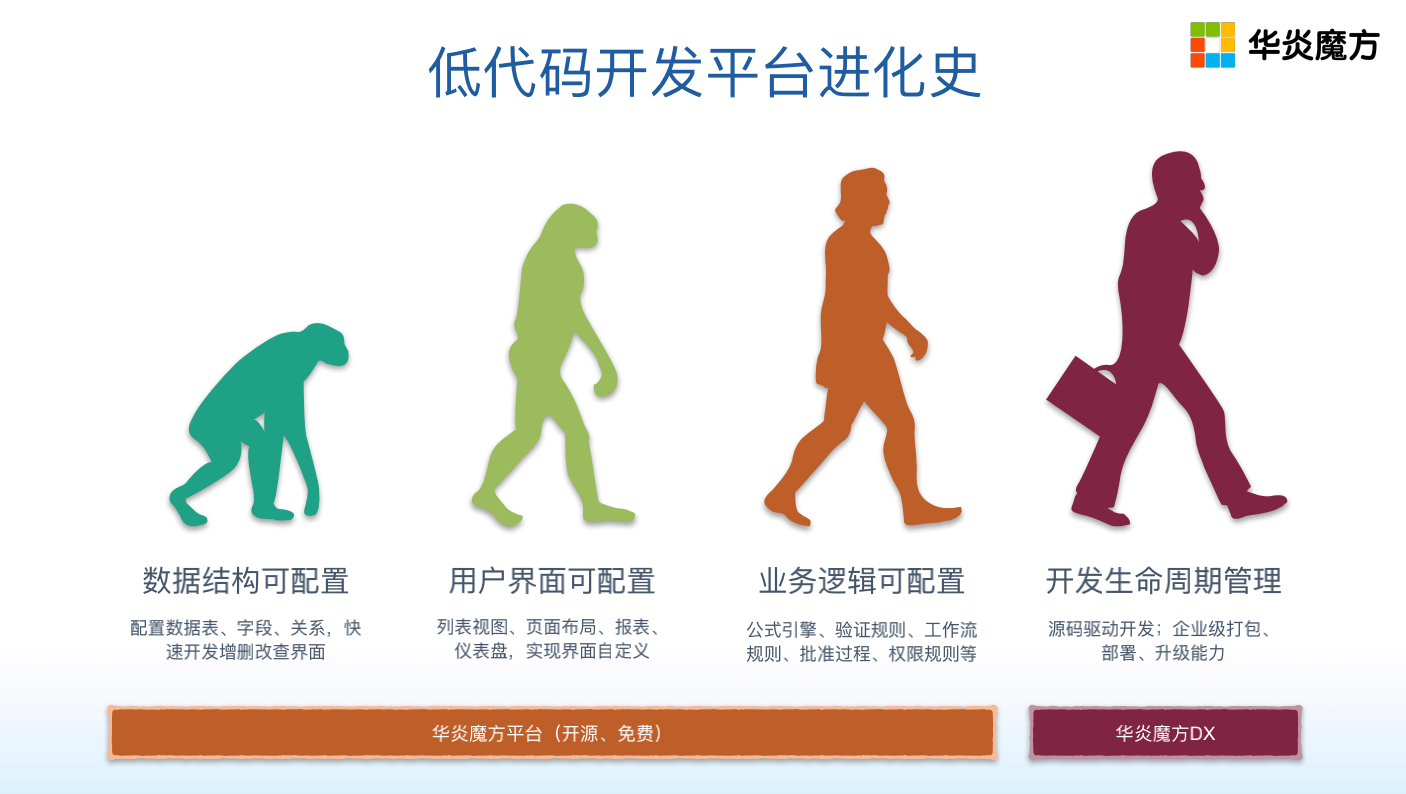 华炎魔方
低代码开发平台进化史
数据结构可配置
配置数据表、字段、关系，快
速开发增删改查界面
用户界面可配置
列表视图、页面布局、报表、
仪表盘，实现界面自定义
业务逻辑可配置
公式引擎、验证规则、工作流
规则、批准过程、权限规则等
开发生命周期管理
源码驱动开发；企业级打包、
部署、升级能力
华炎魔方平台（开源、免费）
华炎魔方DX